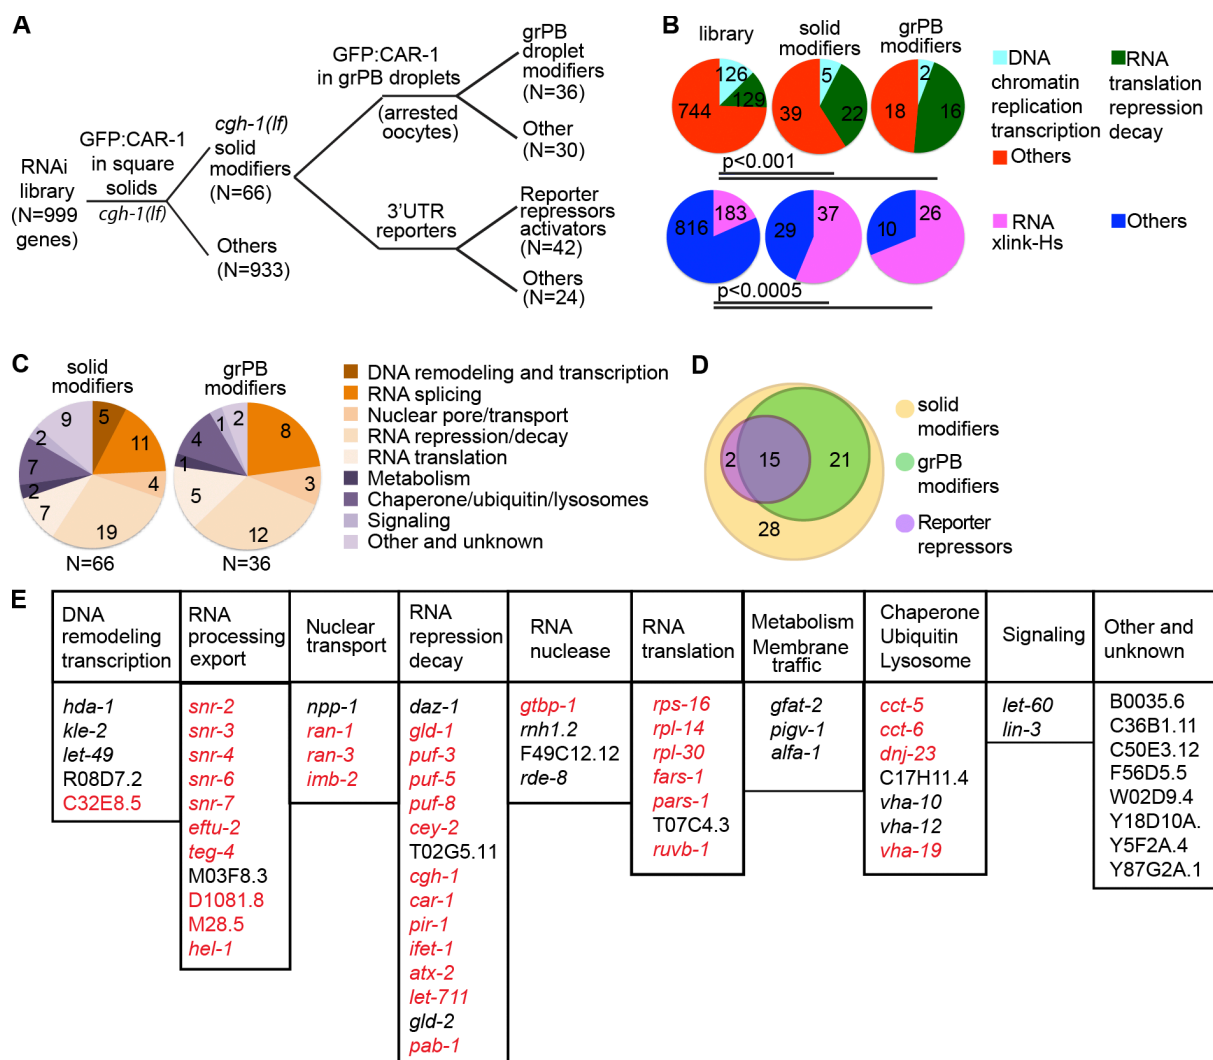 A
RNAi
library
(N=999
genes)
GFP:CAR-1
in square
solids
cgh-1(lf)
cgh-1(lf)
solid
modifiers
(N=66)
Others
(N=933)
GFP:CAR-1
in grPB droplets
(arrested
oocytes)
grPB
droplet
modifiers
(N=36)
Other
(N=30)
3'UTR
reporters
Reporter
repressors
activators
(N=42)
Others
(N=24)
B
library
solid
modifiers
grPB
modifiers
126
129
744
5
22
39
2
16
18
p<0.001
DNA
chromatin
replication
transcription
RNA
translation
repression
decay
Others
183
816
37
29
26
10
p<0.0005
RNA
xlink-Hs
Others
C
solid
modifiers
grPB
modifiers
9
5
2
11
7
2
4
7
19
N=66
1
2
4
8
1
3
5
12
N=36
DNA remodeling and transcription
RNA splicing
Nuclear pore/transport
RNA repression/decay
RNA translation
Metabolism
Chaperone/ubiquitin/lysosomes
Signaling
Other and unknown
D
2
15
21
28
solid
modifiers
grPB
modifiers
Reporter
repressors
E
DNA
remodeling
transcription
hda-1
kle-2
let-49
R08D7.2
C32E8.5
RNA
processing
export
snr-2
snr-3
snr-4
snr-6
snr-7
eftu-2
teg-4
M03F8.3
D1081.8
M28.5
hel-1
Nuclear
transport
npp-1
ran-1
ran-3
imb-2
RNA
repression
decay
daz-1
gld-1
puf-3
puf-5
puf-8
cey-2
T02G5.11
cgh-1
car-1
pir-1
ifet-1
atx-2
let-711
gld-2
pab-1
RNA
nuclease
gtbp-1
rnh1.2
F49C12.12
rde-8
RNA
translation
rps-16
rpl-14
rpl-30
fars-1
pars-1
T07C4.3
ruvb-1
Metabolism
Membrane
traffic
gfat-2
pigv-1
alfa-1
Chaperone
Ubiquitin
Lysosome
cct-5
cct-6
dnj-23
C17H11.4
vha-10
vha-12
vha-19
Signaling
let-60
lin-3
Other and
unknown
B0035.6
C36B1.11
C50E3.12
F56D5.5
W02D9.4
Y18D10A.
Y5F2A.4
Y87G2A.1